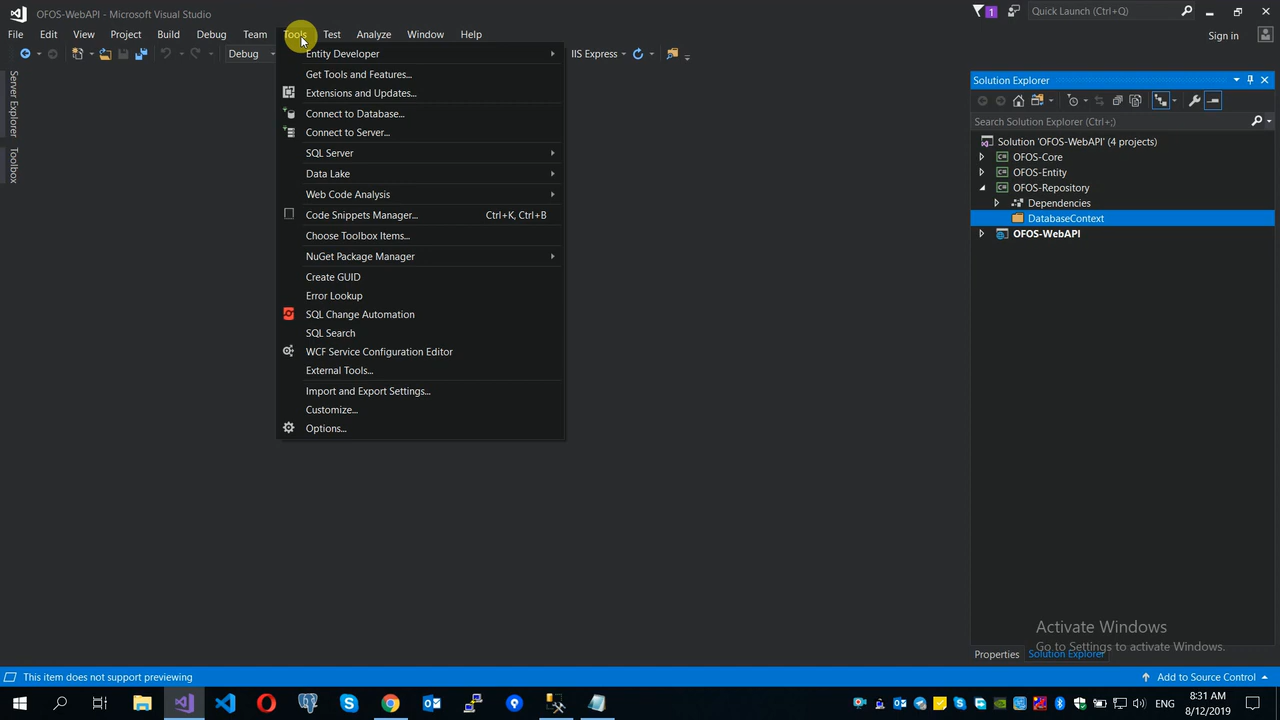 OFOS-WebAPI - Microsoft Visual Studio
1
Quick Launch (Ctrl+Q)
File Edit View Project Build Debug Team Tools Test Analyze Window Help
Sign in
Debug
IIS Express
Server Explorer
Toolbox
Entity Developer
Get Tools and Features...
Extensions and Updates...
Connect to Database...
Connect to Server...
SQL Server
Data Lake
Web Code Analysis
Code Snippets Manager... Ctrl+K, Ctrl+B
Choose Toolbox Items...
NuGet Package Manager
Create GUID
Error Lookup
SQL Change Automation
SQL Search
WCF Service Configuration Editor
External Tools...
Import and Export Settings...
Customize...
Options...
Solution Explorer
Search Solution Explorer (Ctrl+;)
Solution 'OFOS-WebAPI' (4 projects)
OFOS-Core
OFOS-Entity
OFOS-Repository
Dependencies
DatabaseContext
OFOS-WebAPI
Activate Windows
Go to Settings to activate Windows.
Properties Solution Explorer
This item does not support previewing
Add to Source Control
ENG
8:31 AM
8/12/2019